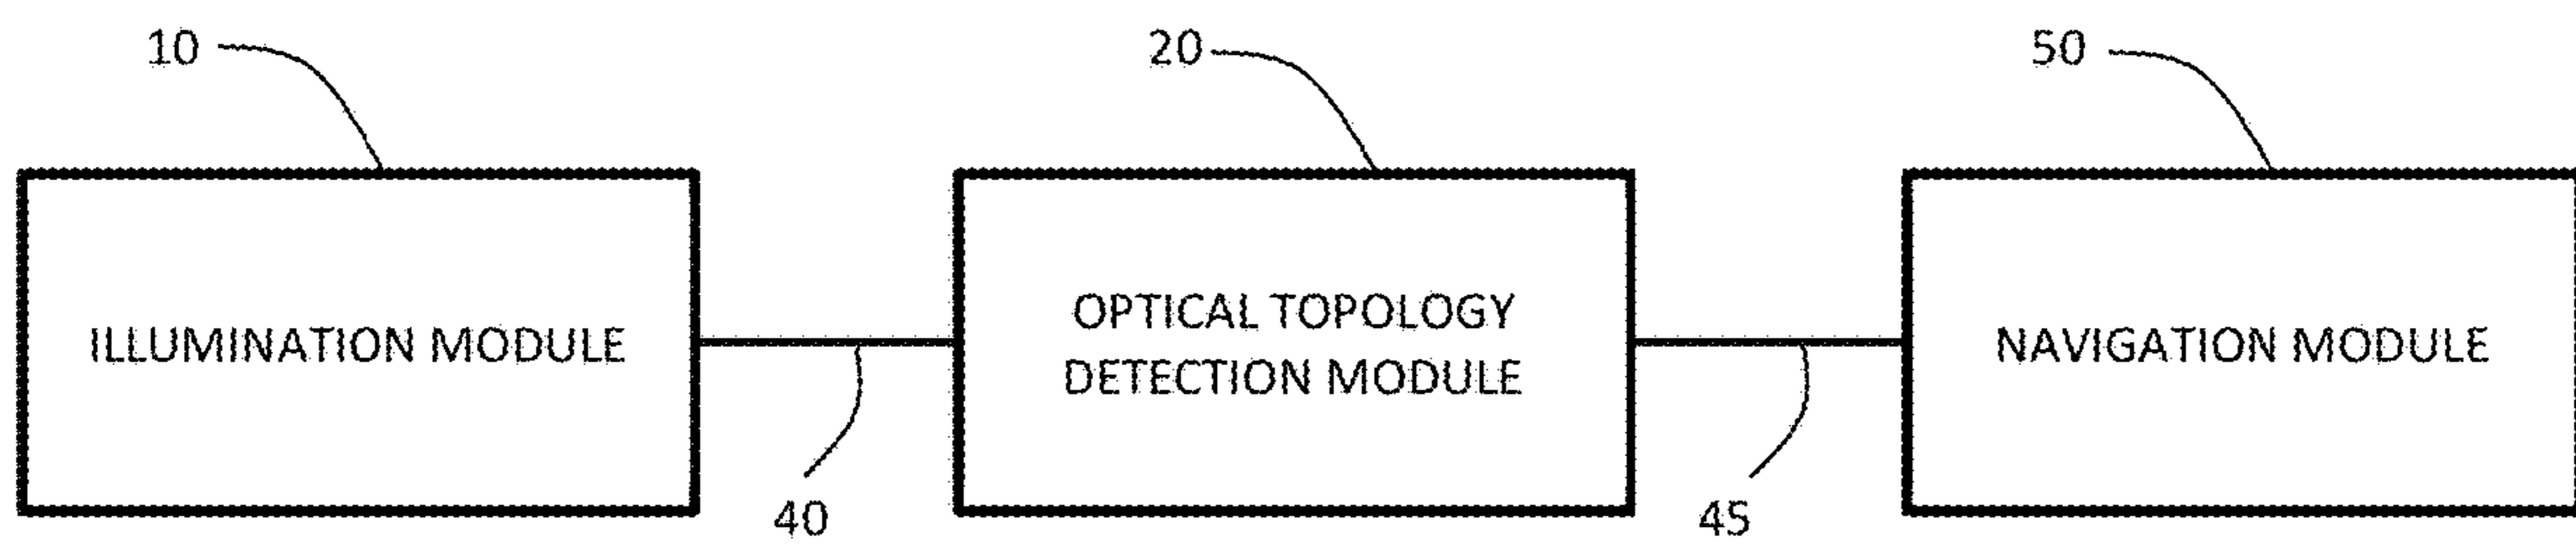 10
20
50
ILLUMINATION MODULE
OPTICAL TOPOLOGY
DETECTION MODULE
NAVIGATION MODULE
40
45